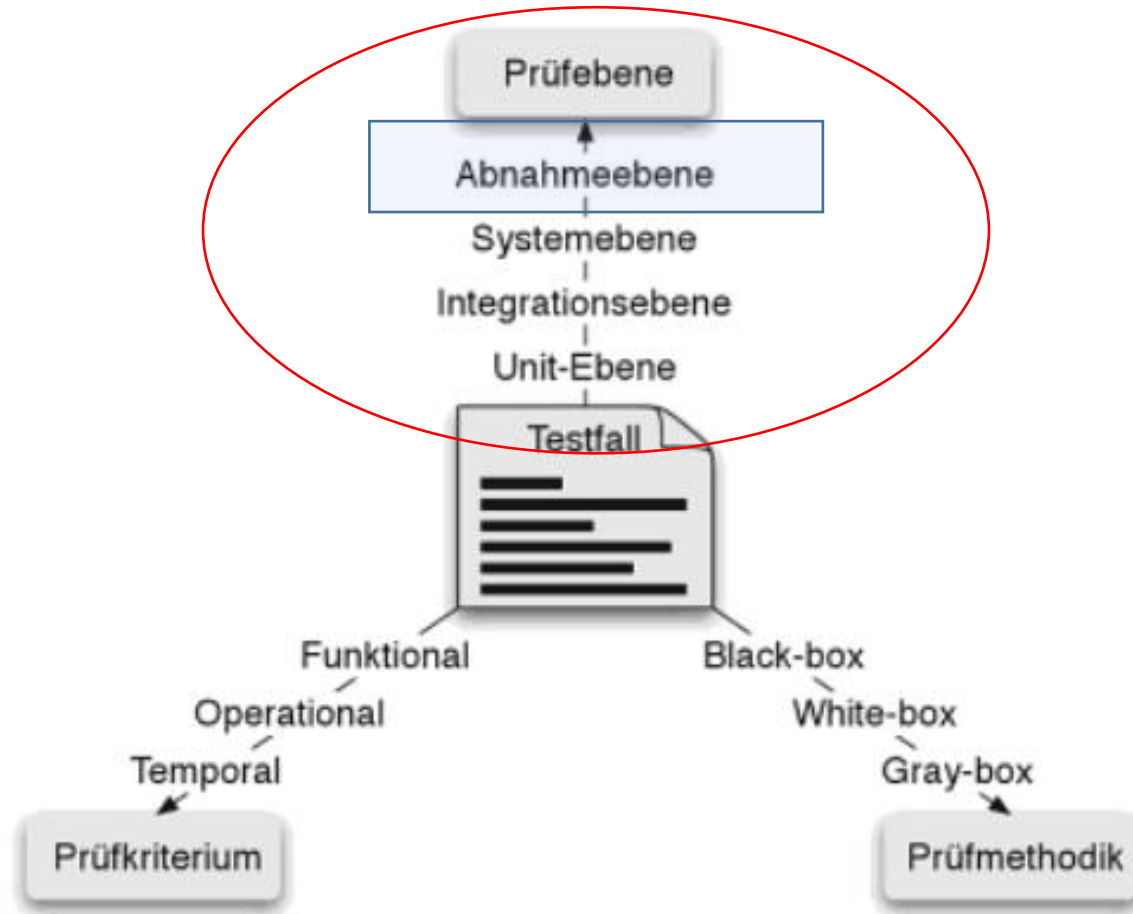 Prüfebene
Abnahmeebene
Systemebene
Integrationsebene
Unit-Ebene
Testfall
Funktional
Operational
Temporal
Prüfkriterium
Black-box
White-box
Gray-box
Prüfmethodik